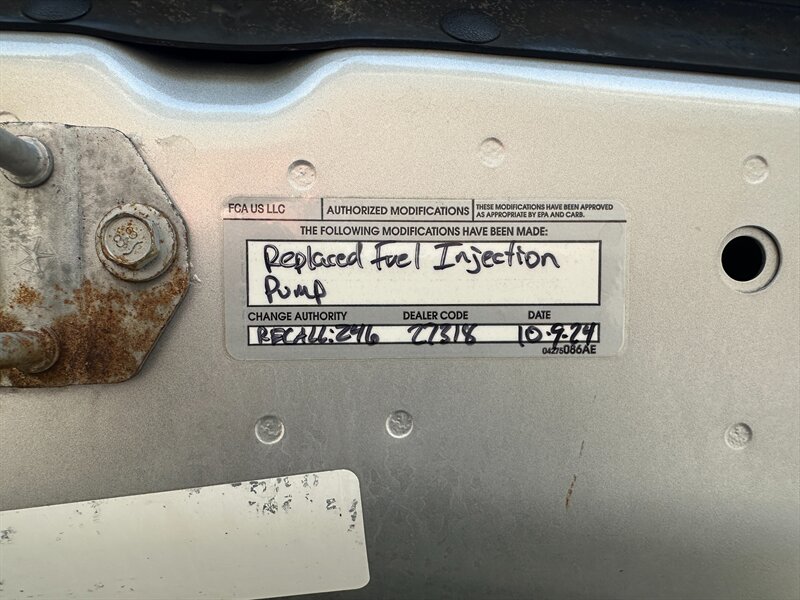 FCA US LLC
AUTHORIZED MODIFICATIONS
THESE MODIFICATIONS HAVE BEEN APPROVED
AS APPROPRIATE BY EPA AND CARB.
THE FOLLOWING MODIFICATIONS HAVE BEEN MADE:
Replaced Fuel Injection
Pump
CHANGE AUTHORITY DEALER CODE DATE
RECALL: Z46 27318 10-9-24
04275086AE